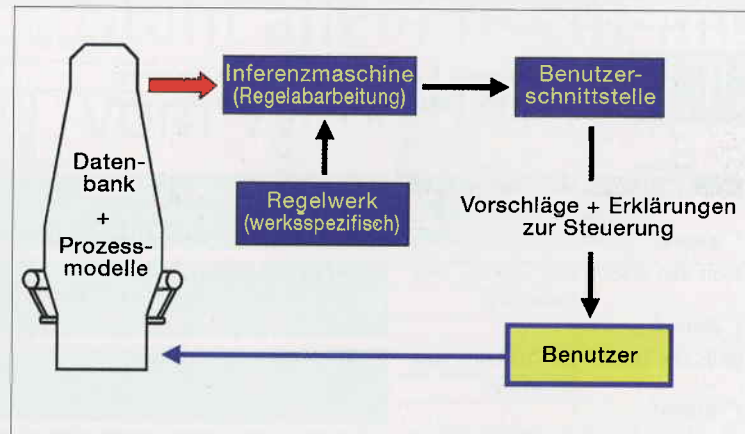 Inferenzmaschine
(Regelabarbeitung)
Benutzer-
schnittstelle
Daten-
bank
+
Prozess-
modelle
Regelwerk
(werksspezifisch)
Vorschläge + Erklärungen
zur Steuerung
Benutzer